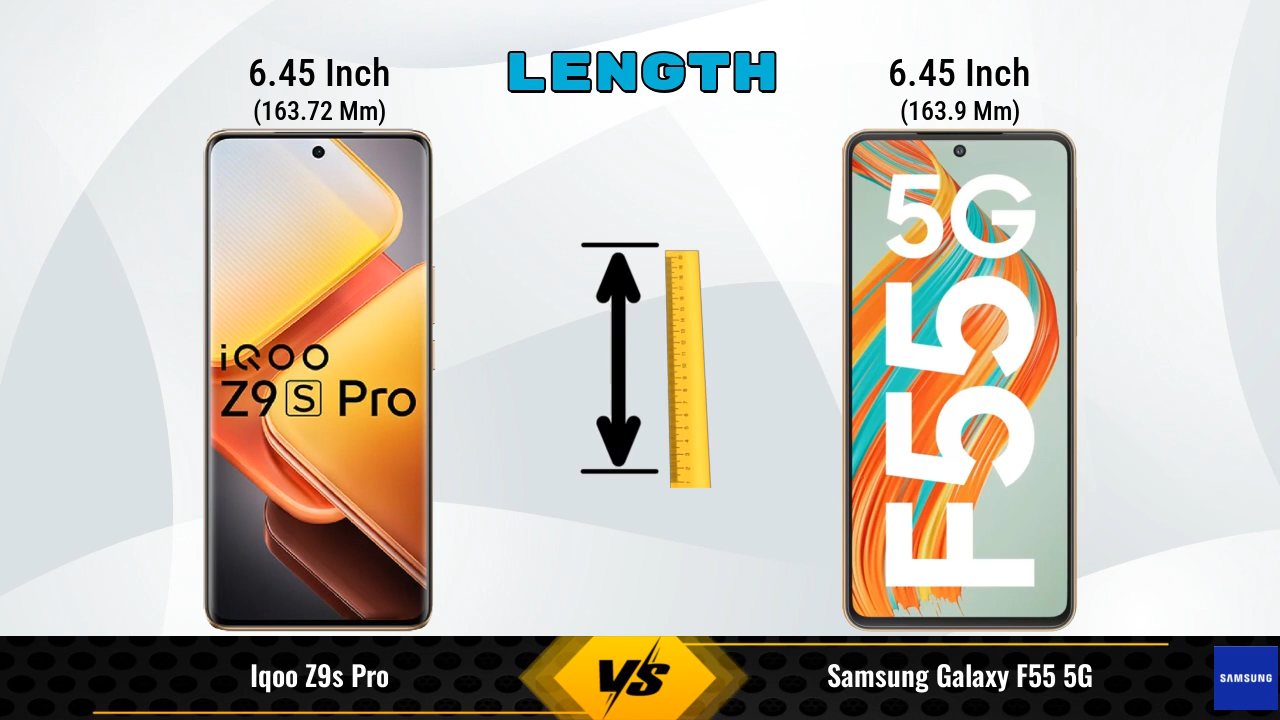 LENGTH
6.45 Inch
(163.72 Mm)
6.45 Inch
(163.9 Mm)
iQOO
Z9S Pro
5G
F55
Iqoo Z9s Pro
VS
Samsung Galaxy F55 5G
SAMSUNG